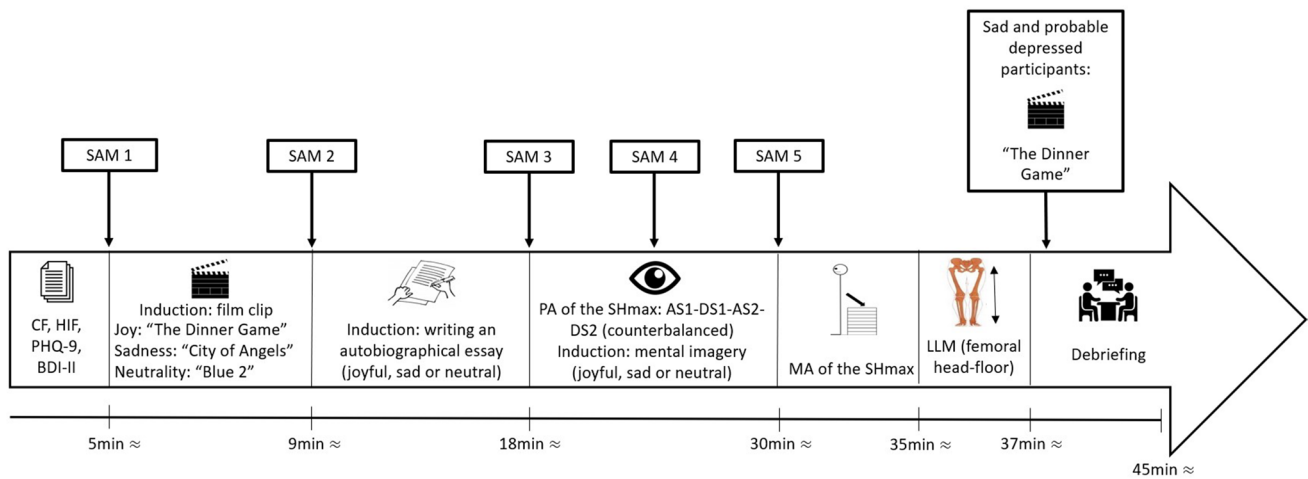 Sad and probable
depressed
participants:
“The Dinner
Game”
SAM 1
SAM 2
SAM 3
SAM 4
SAM 5
CF, HIF,
PHQ-9,
BDI-II
Induction: film clip
Joy: “The Dinner Game”
Sadness: “City of Angels”
Neutrality: “Blue 2”
Induction: writing an
autobiographical essay
(joyful, sad or neutral)
PA of the SHmax: AS1-DS1-AS2-
DS2 (counterbalanced)
Induction: mental imagery
(joyful, sad or neutral)
MA of the SHmax
LLM (femoral
head-floor)
Debriefing
5min ≈
9min ≈
18min ≈
30min ≈
35min ≈
37min ≈
45min ≈